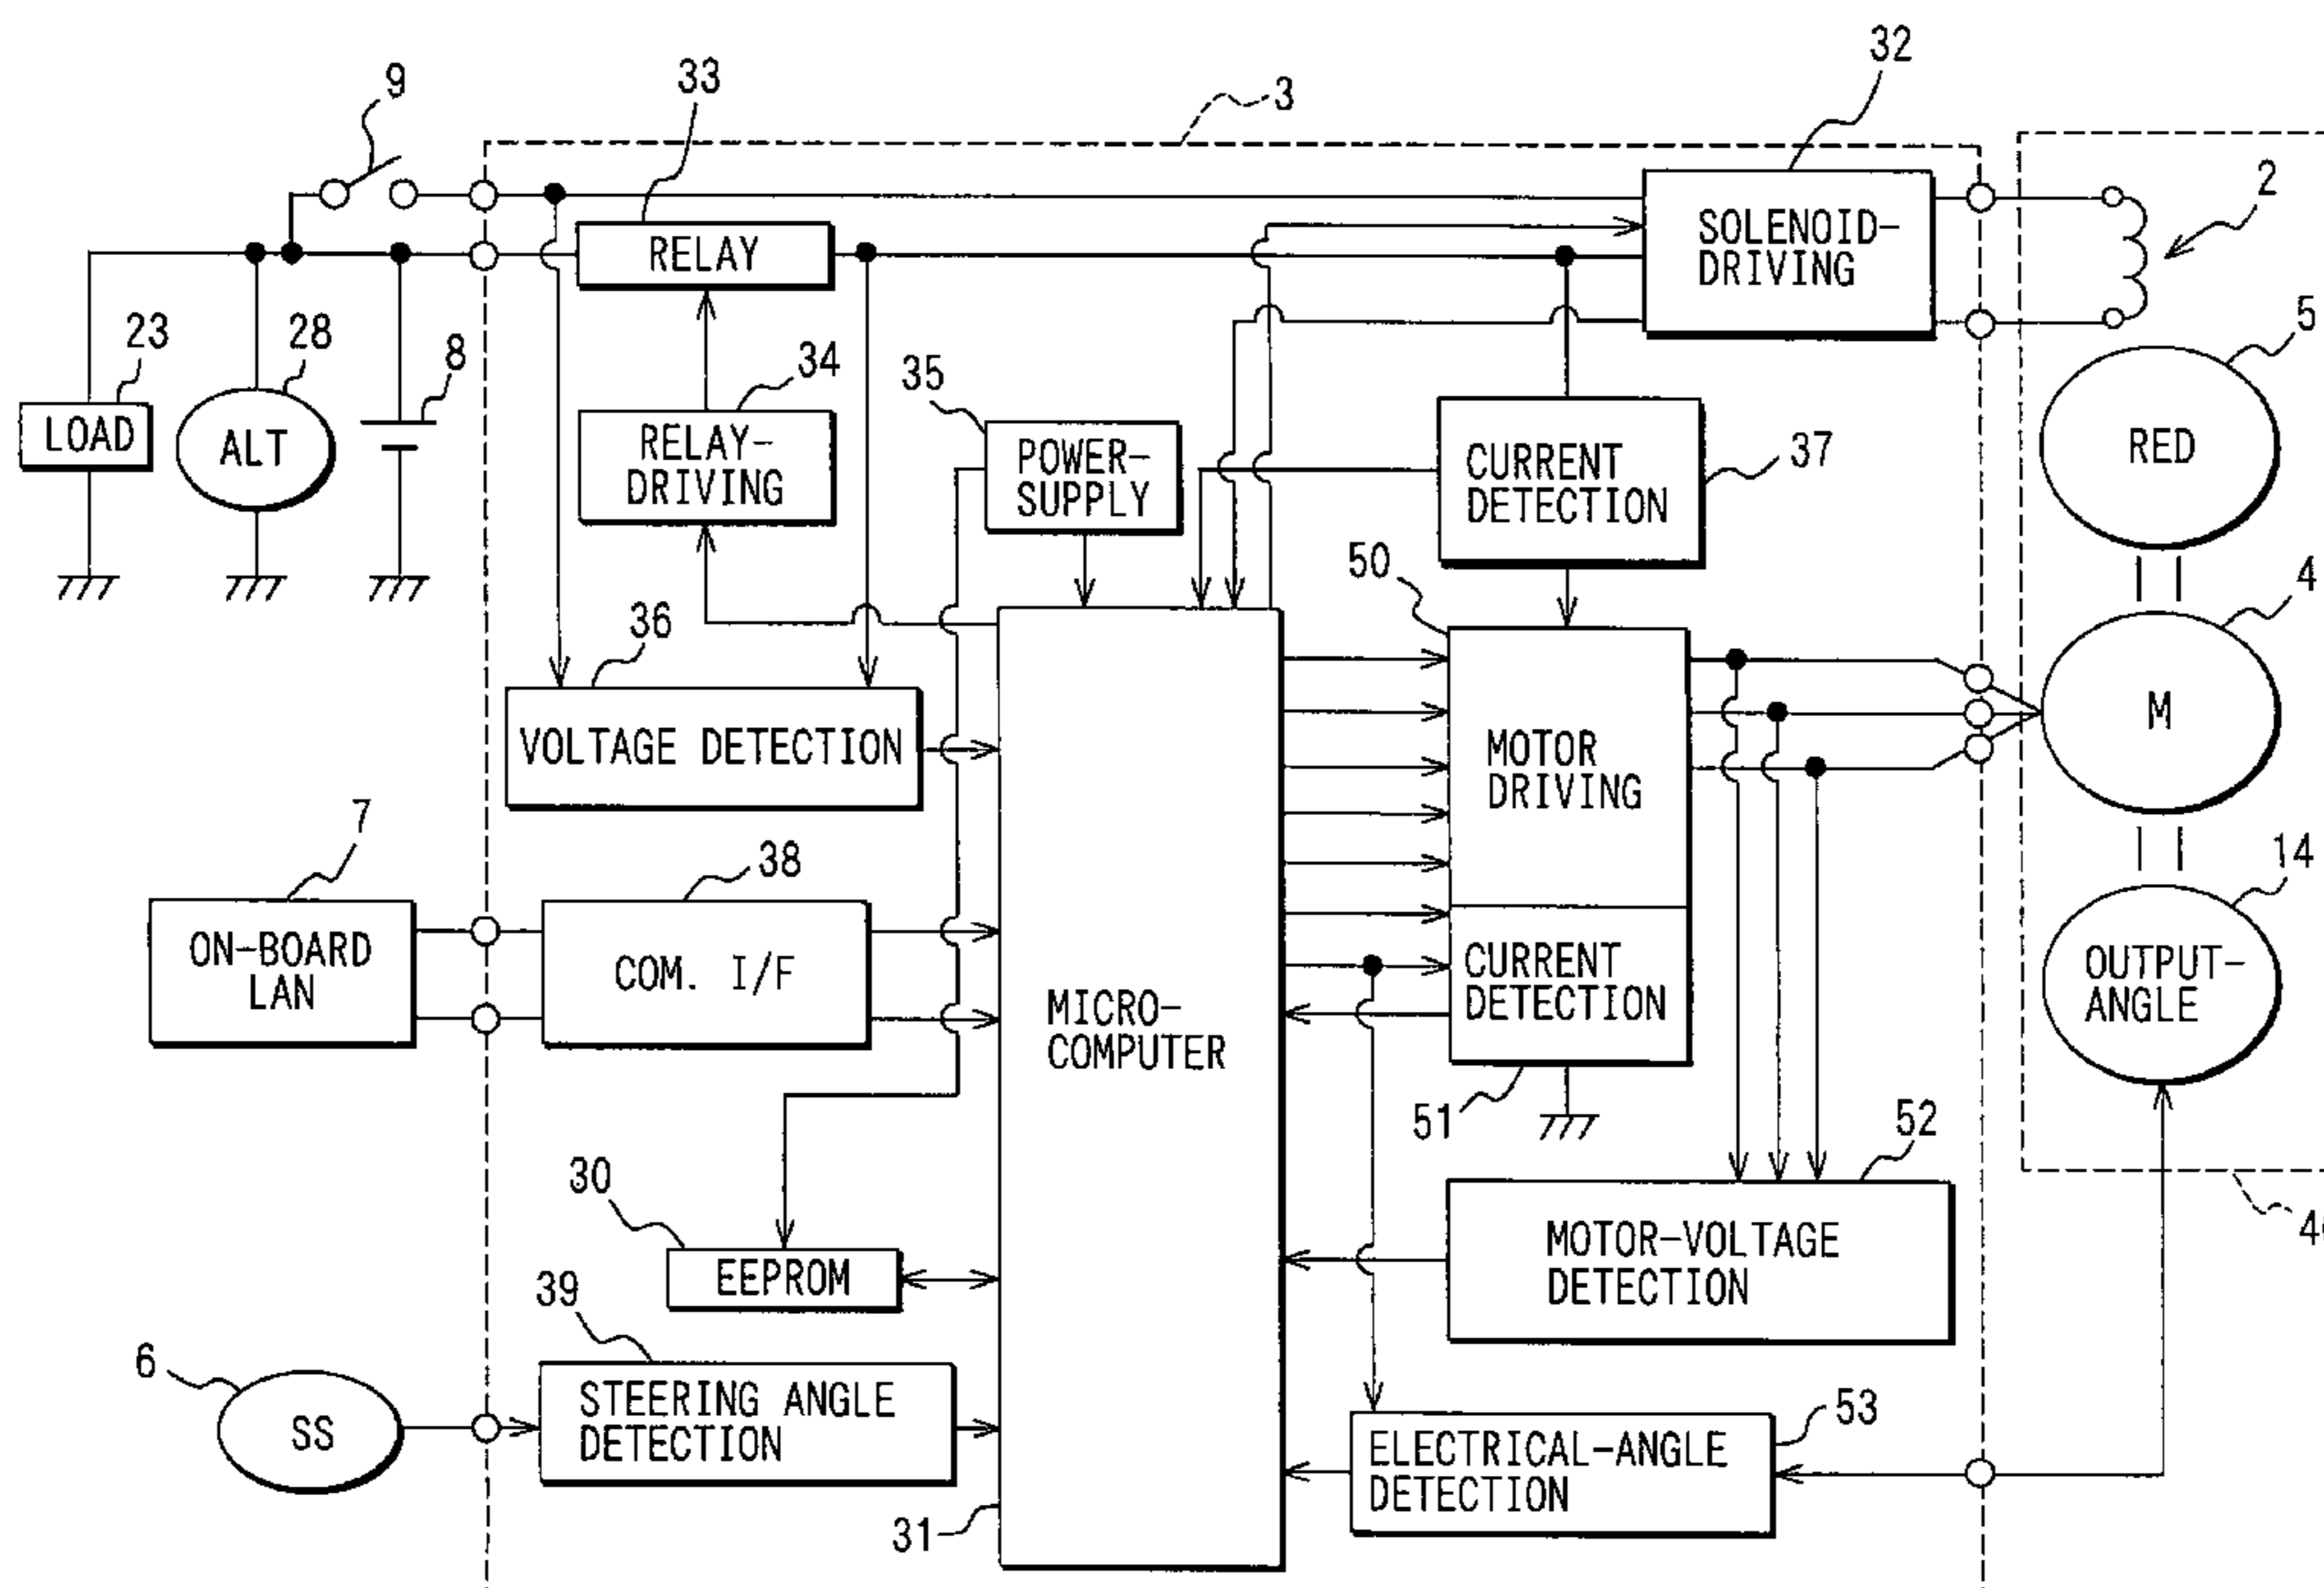 32
33
3
9
2
RELAY
SOLENOID-
DRIVING
5
23
28
8
34
35
LOAD
ALT
RELAY-
DRIVING
POWER-
SUPPLY
CURRENT
DETECTION
37
RED
50
4
36
VOLTAGE DETECTION
MOTOR
DRIVING
M
7
38
14
ON-BOARD
LAN
COM. I/F
MICRO-
COMPUTER
CURRENT
DETECTION
OUTPUT-
ANGLE
51
52
30
EEPROM
MOTOR-VOLTAGE
DETECTION
39
6
SS
STEERING ANGLE
DETECTION
53
ELECTRICAL-ANGLE
DETECTION
31